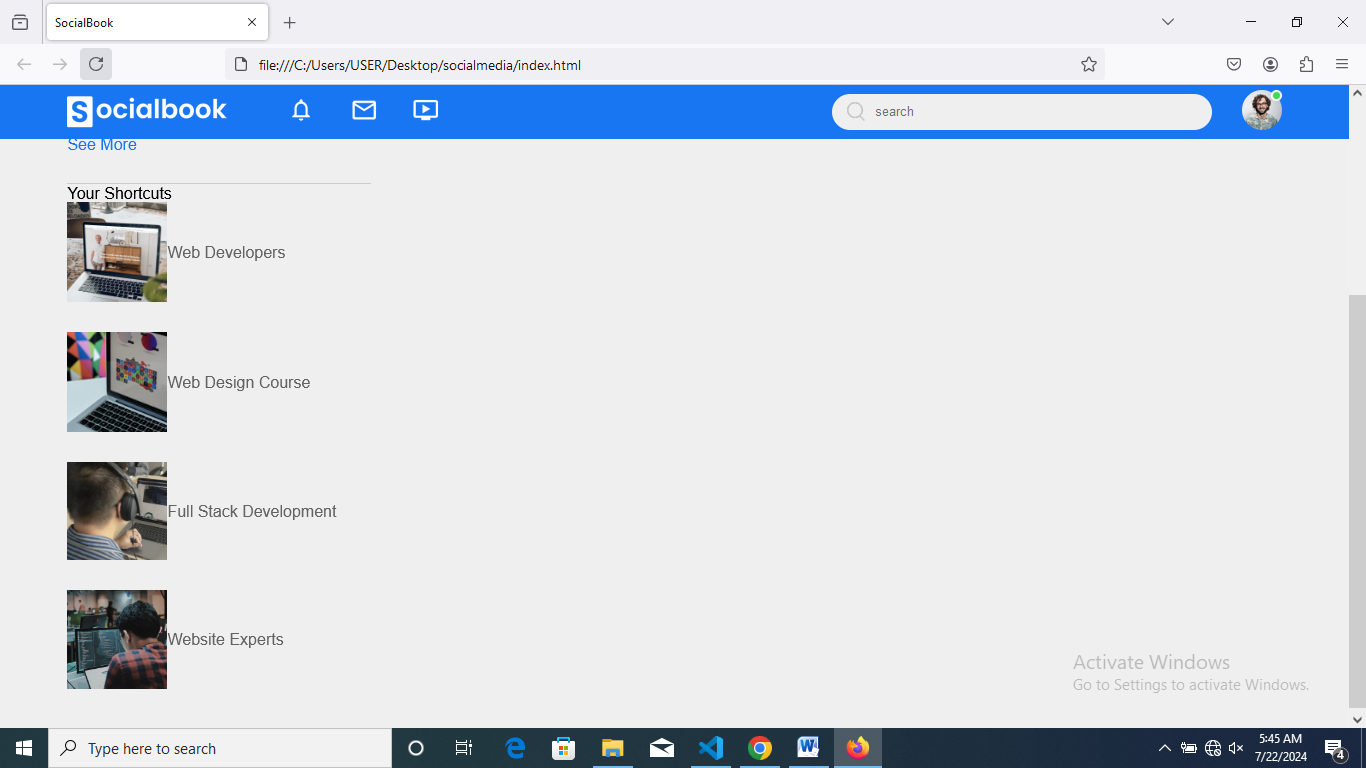 SocialBook
file:///C:/Users/USER/Desktop/socialmedia/index.html
Socialbook
search
See More
Your Shortcuts
Web Developers
Web Design Course
Full Stack Development
Website Experts
Activate Windows
Go to Settings to activate Windows.
Type here to search
5:45 AM
7/22/2024
4